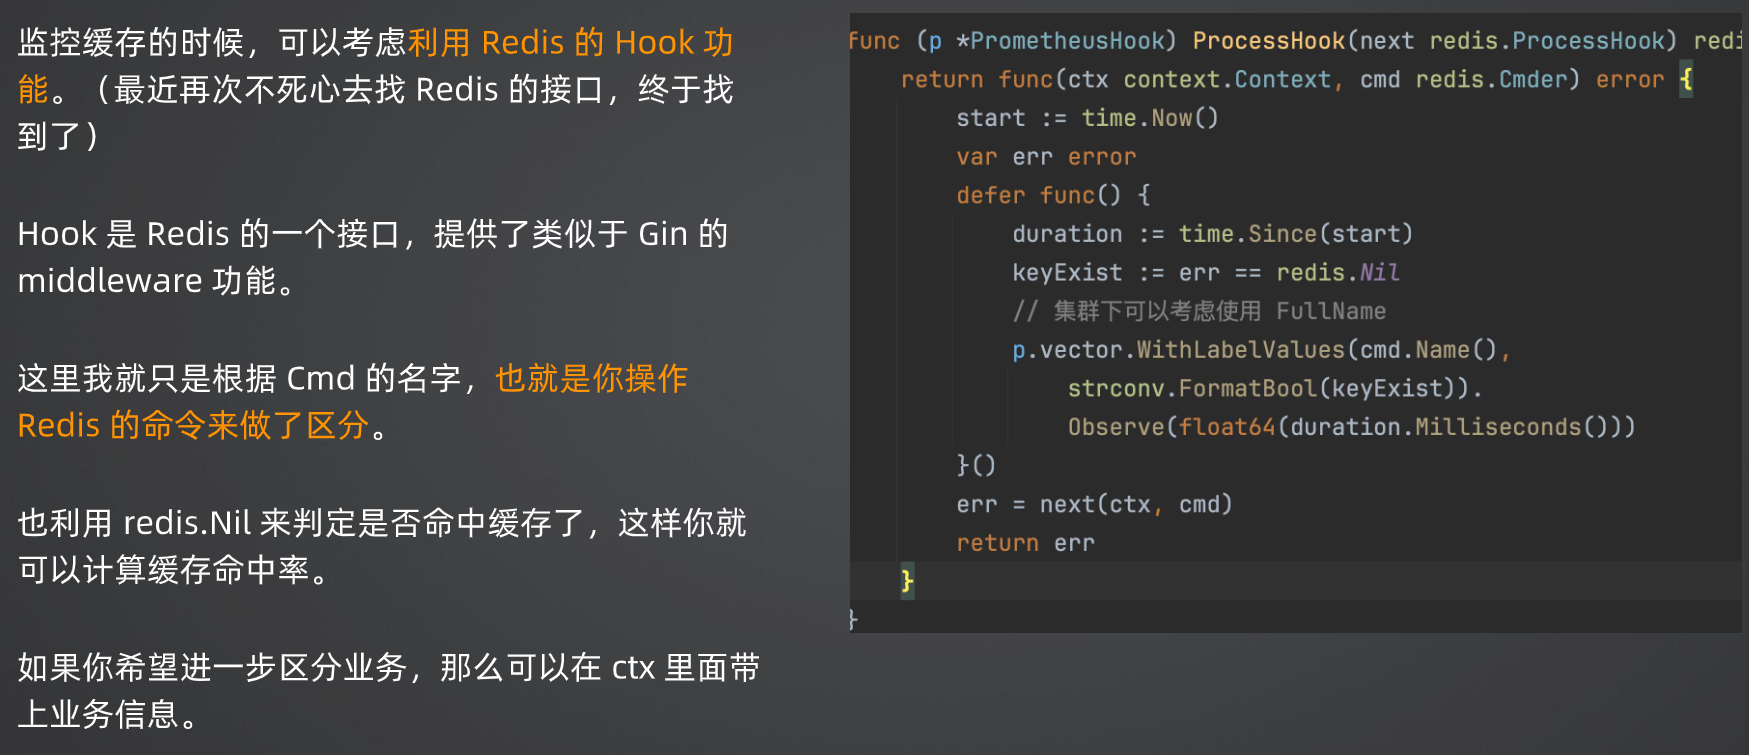 监控缓存的时候，可以考虑利用 Redis 的 Hook 功
能。（最近再次不死心去找 Redis 的接口，终于找
到了）
Hook 是 Redis 的一个接口，提供了类似于 Gin 的
middleware 功能。
这里我就只是根据 Cmd 的名字，也就是你操作
Redis 的命令来做了区分。
也利用 redis.Nil 来判定是否命中缓存了，这样你就
可以计算缓存命中率。
如果你希望进一步区分业务，那么可以在 ctx 里面带
上业务信息。
func (p *PrometheusHook) ProcessHook(next redis.ProcessHook) redi
return func(ctx context.Context, cmd redis.Cmder) error {
start := time.Now()
var err error
defer func() {
duration := time.Since(start)
keyExist := err == redis.Nil
// 集群下可以考虑使用 FullName
p.vector.WithLabelValues(cmd.Name(),
strconv.FormatBool(keyExist)).
Observe(float64(duration.Milliseconds()))
}()
err = next(ctx, cmd)
return err
}
}